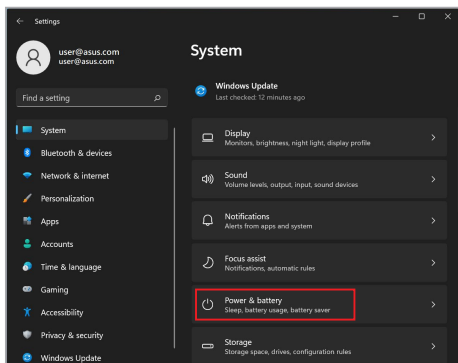 Settings
user@asus.com
user@asus.com
Find a setting
System
Bluetooth & devices
Network & internet
Personalization
Apps
Accounts
Time & language
Gaming
Accessibility
Privacy & security
Windows Update
System
Windows Update
Last checked: 12 minutes ago
Display
Monitors, brightness, night light, display profile
Sound
Volume levels, output, input, sound devices
Notifications
Alerts from apps and system
Focus assist
Notifications, automatic rules
Power & battery
Sleep, battery usage, battery saver
Storage
Storage space, drives, configuration rules